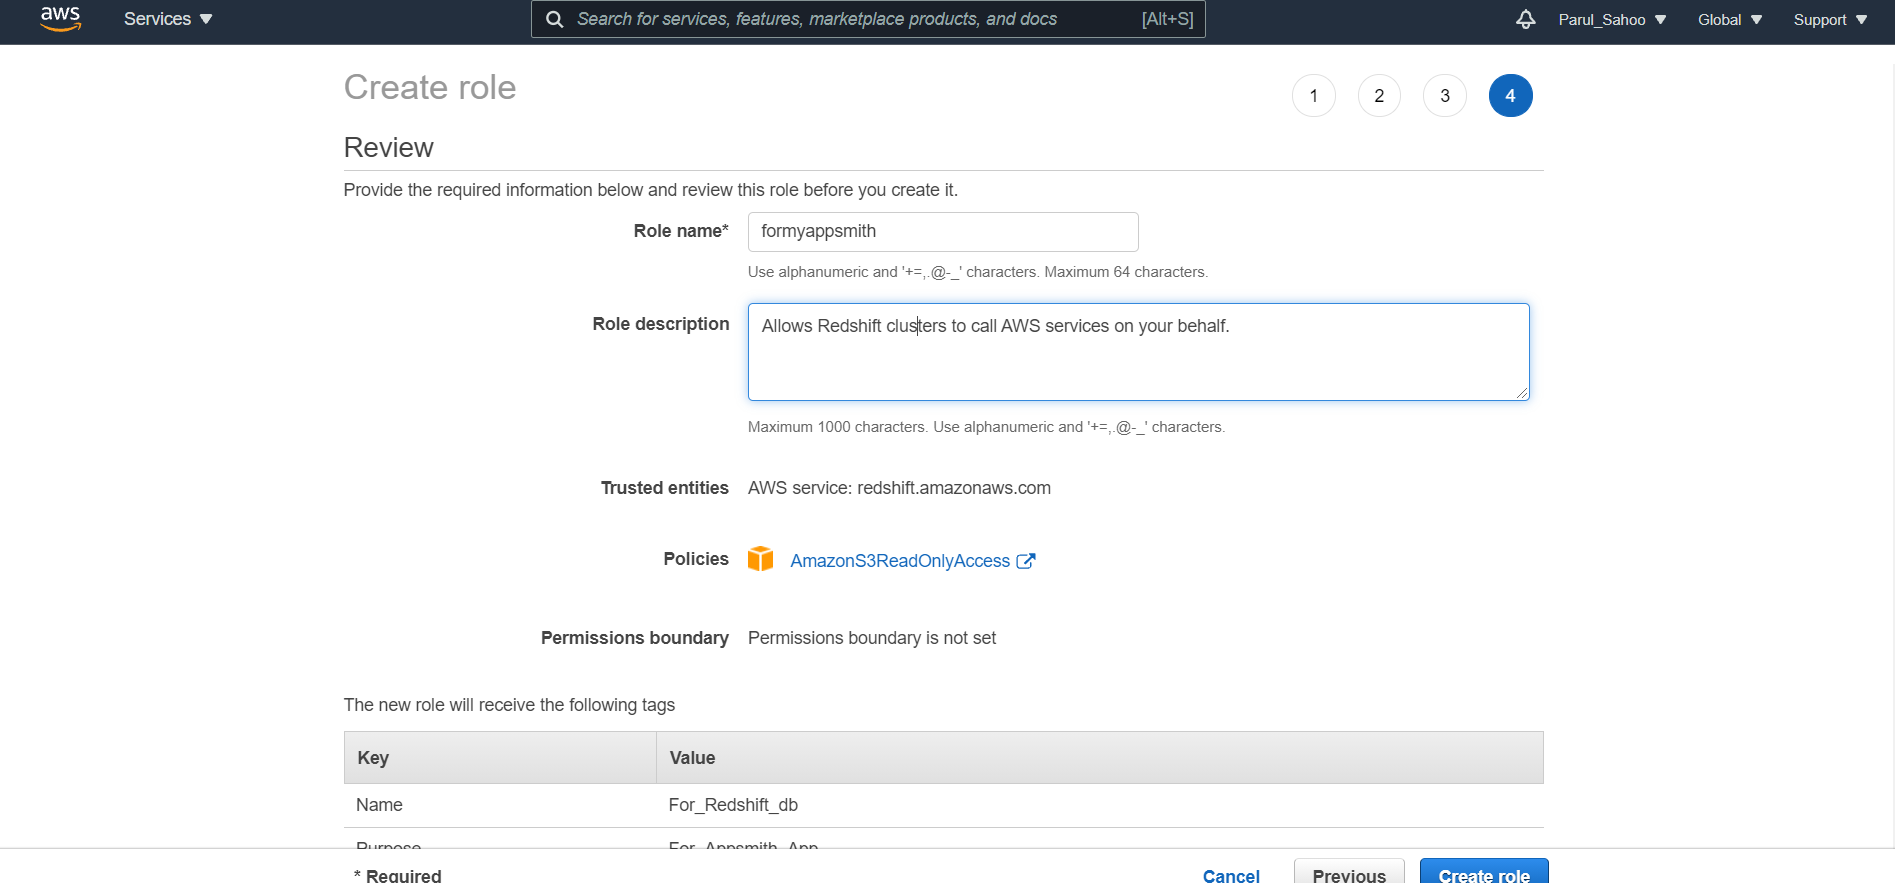 aws Services Search for services, features, marketplace products, and docs [Alt+S] Parul_Sahoo Global Support
Create role 1 2 3 4
Review
Provide the required information below and review this role before you create it.
Role name* formyappsmith
Use alphanumeric and '+=,.@-_' characters. Maximum 64 characters.
Role description Allows Redshift clusters to call AWS services on your behalf.
Maximum 1000 characters. Use alphanumeric and '+=,.@-_' characters.
Trusted entities AWS service: redshift.amazonaws.com
Policies AmazonS3ReadOnlyAccess
Permissions boundary Permissions boundary is not set
The new role will receive the following tags
Key Value
Name For_Redshift_db
Purpose For_Appsmith_App
* Required Cancel Previous Create role